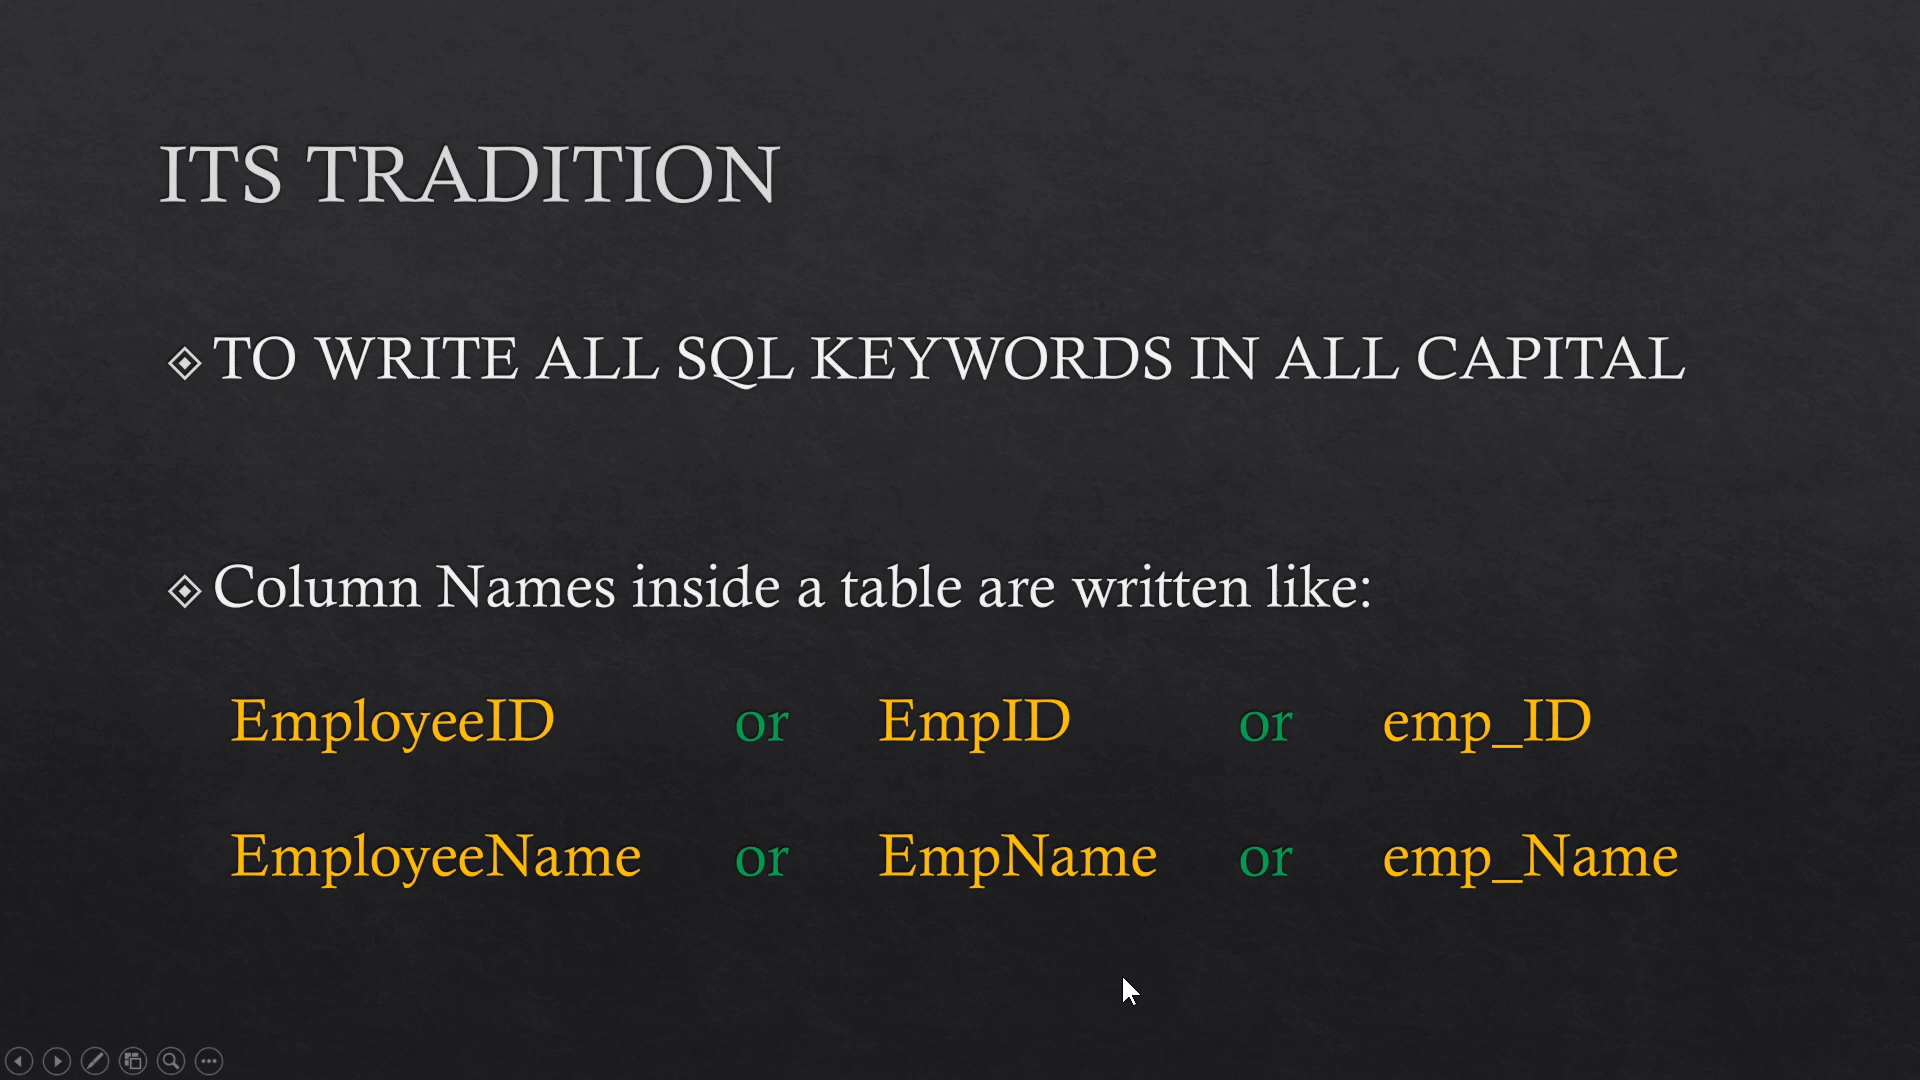 ITS TRADITION
TO WRITE ALL SQL KEYWORDS IN ALL CAPITAL
Column Names inside a table are written like:
EmployeeID or EmpID or emp_ID
EmployeeName or EmpName or emp_Name